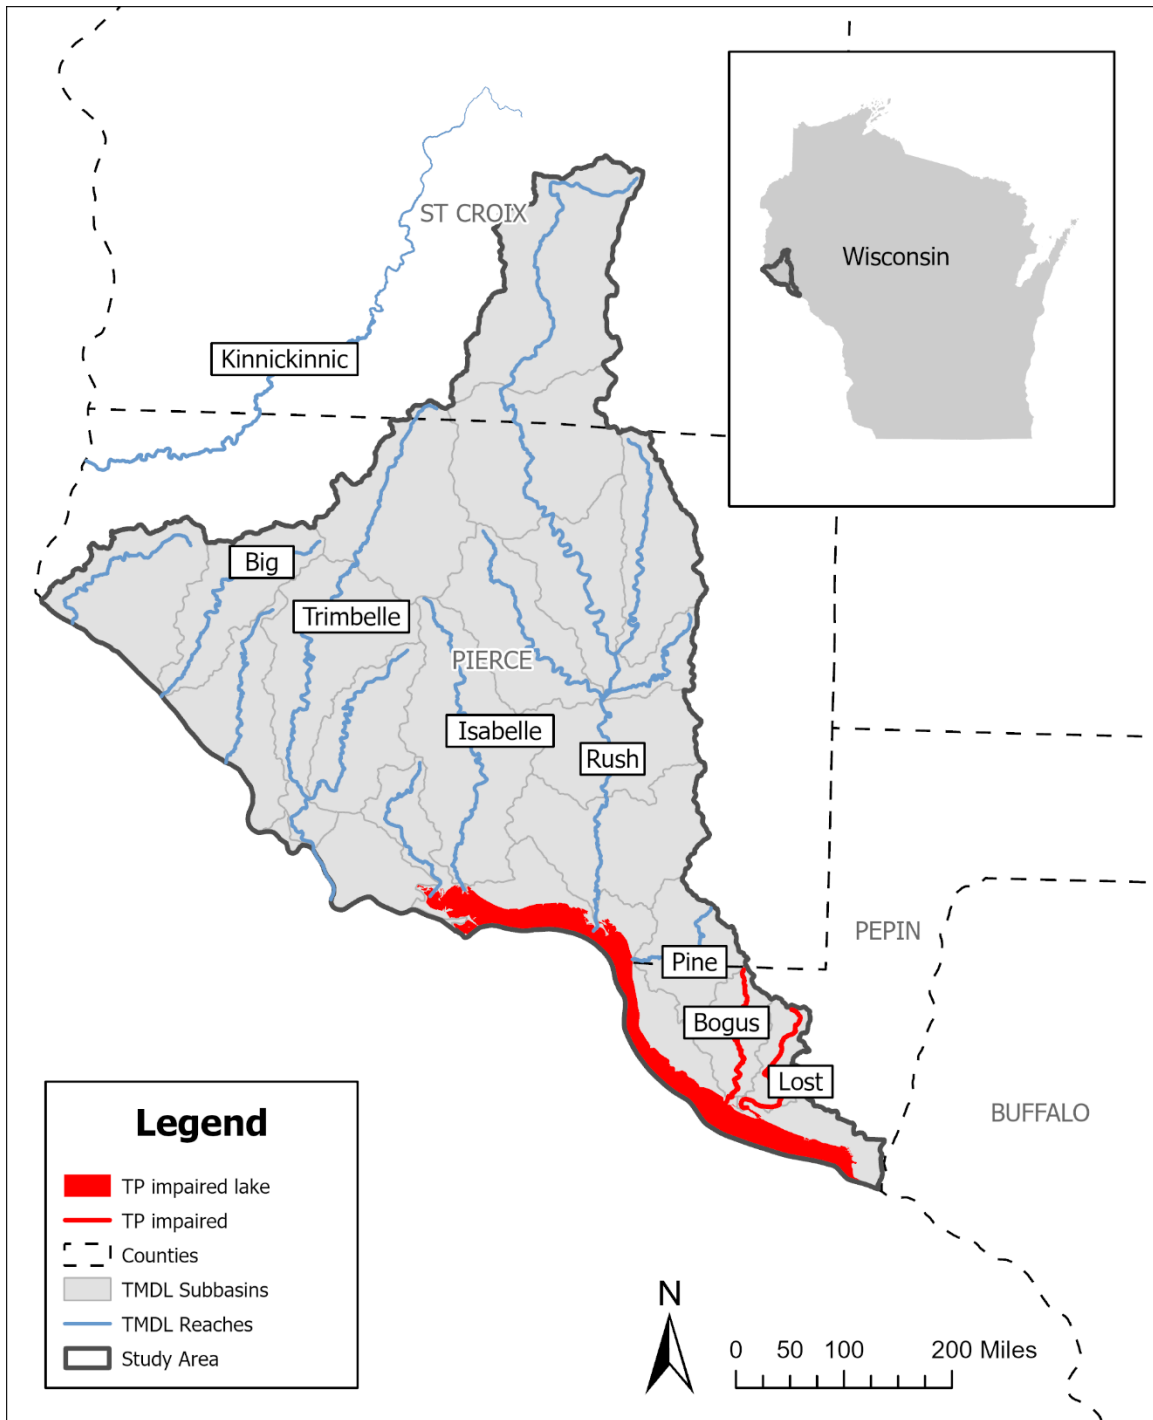 Wisconsin
ST CROIX
Kinnickinnic
Big
Trimbelle
PIERCE
Isabelle
Rush
PEPIN
Pine
Bogus
Lost
BUFFALO
Legend
TP impaired lake
TP impaired
Counties
TMDL Subbasins
TMDL Reaches
Study Area
N
0 50 100 200 Miles